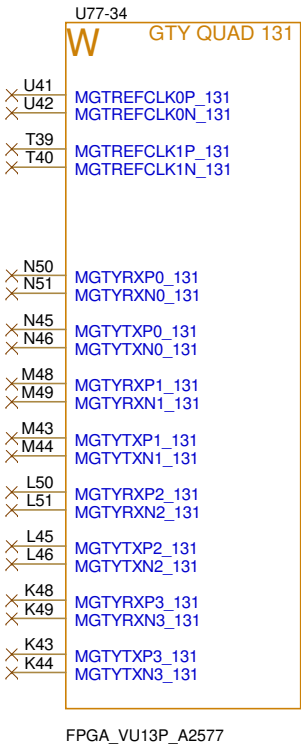 U77-34
W GTY QUAD 131
U41 MGTREFCLK0P_131
U42 MGTREFCLK0N_131
T39 MGTREFCLK1P_131
T40 MGTREFCLK1N_131
N50 MGTYRXP0_131
N51 MGTYRXN0_131
N45 MGTYTXP0_131
N46 MGTYTXN0_131
M48 MGTYRXP1_131
M49 MGTYRXN1_131
M43 MGTYTXP1_131
M44 MGTYTXN1_131
L50 MGTYRXP2_131
L51 MGTYRXN2_131
L45 MGTYTXP2_131
L46 MGTYTXN2_131
K48 MGTYRXP3_131
K49 MGTYRXN3_131
K43 MGTYTXP3_131
K44 MGTYTXN3_131
FPGA_VU13P_A2577